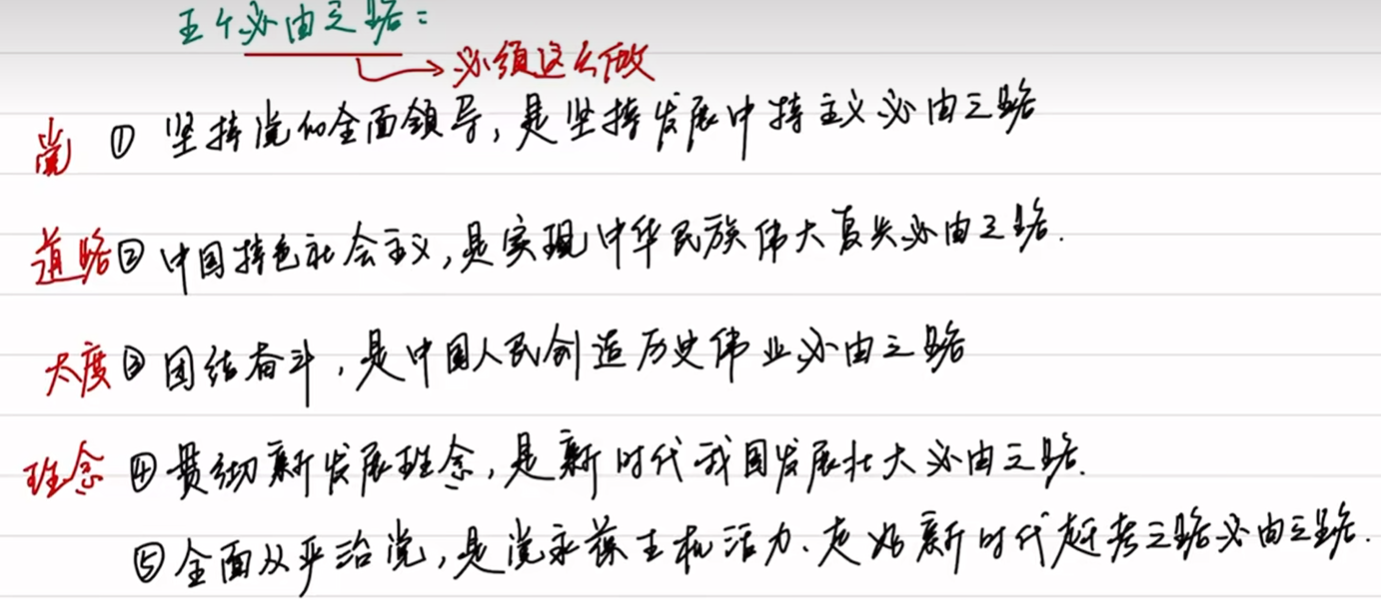 五个必由之路：
必须这么做
党 ① 坚持党的全面领导，是坚持发展中特主义必由之路
道路 ② 中国特色社会主义，是实现中华民族伟大复兴必由之路.
太度 ③ 团结奋斗，是中国人民创造历史伟业必由之路
理念 ④ 贯彻新发展理念，是新时代我国发展壮大必由之路.
⑤ 全面从严治党，是党永葆生机活力、走好新时代赶考之路必由之路.